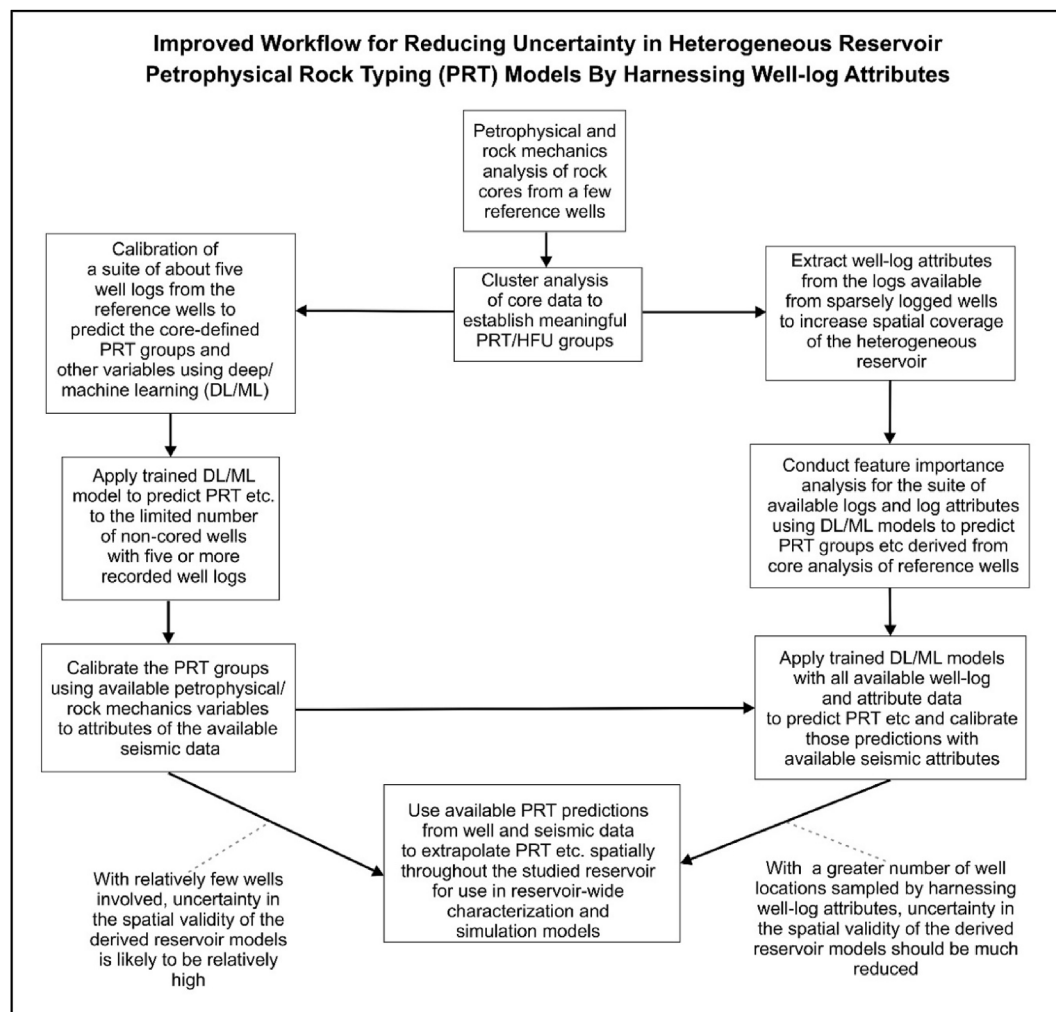 Improved Workflow for Reducing Uncertainty in Heterogeneous Reservoir
Petrophysical Rock Typing (PRT) Models By Harnessing Well-log Attributes
Petrophysical and
rock mechanics
analysis of rock
cores from a few
reference wells
Calibration of
a suite of about five
well logs from the
reference wells to
predict the core-defined
PRT groups and
other variables using deep/
machine learning (DL/ML)
Cluster analysis
of core data to
establish meaningful
PRT/HFU groups
Extract well-log attributes
from the logs available
from sparsely logged wells
to increase spatial coverage
of the heterogeneous
reservoir
Apply trained DL/ML
model to predict PRT etc.
to the limited number
of non-cored wells
with five or more
recorded well logs
Conduct feature importance
analysis for the suite of
available logs and log attributes
using DL/ML models to predict
PRT groups etc derived from
core analysis of reference wells
Calibrate the PRT groups
using available petrophysical/
rock mechanics variables
to attributes of the available
seismic data
Apply trained DL/ML models
with all available well-log
and attribute data
to predict PRT etc and calibrate
those predictions with
available seismic attributes
Use available PRT predictions
from well and seismic data
to extrapolate PRT etc. spatially
throughout the studied reservoir
for use in reservoir-wide
characterization and
simulation models
With relatively few wells
involved, uncertainty in
the spatial validity of the
derived reservoir models
is likely to be relatively
high
With a greater number of well
locations sampled by harnessing
well-log attributes, uncertainty in
the spatial validity of the derived
reservoir models should be much
reduced